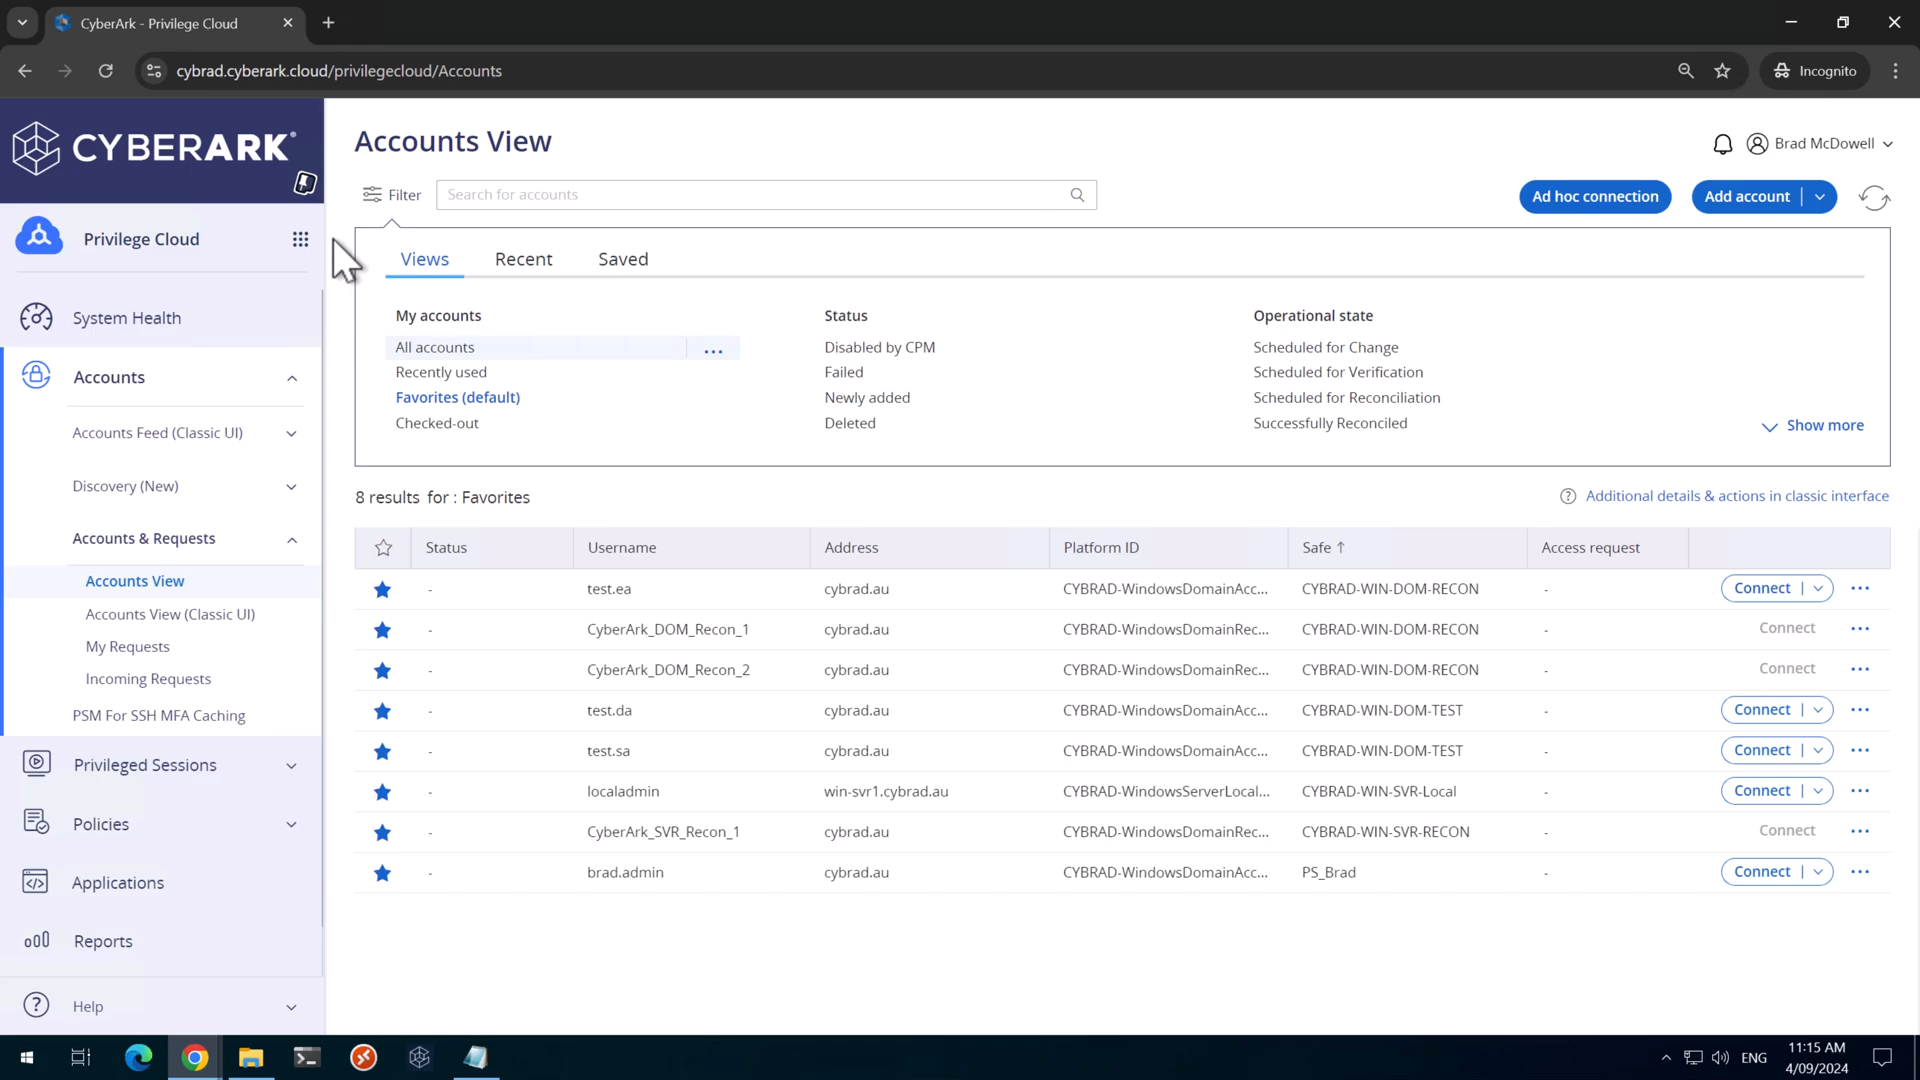 CyberArk - Privilege Cloud
cybrad.cyberark.cloud/privilegecloud/Accounts
Incognito
CYBERARK®
Privilege Cloud
System Health
Accounts
Accounts Feed (Classic UI)
Discovery (New)
Accounts & Requests
Accounts View
Accounts View (Classic UI)
My Requests
Incoming Requests
PSM For SSH MFA Caching
Privileged Sessions
Policies
Applications
Reports
Help
Accounts View
Brad McDowell
Filter
Search for accounts
Ad hoc connection
Add account
Views Recent Saved
My accounts Status Operational state
All accounts ... Disabled by CPM Scheduled for Change
Recently used Failed Scheduled for Verification
Favorites (default) Newly added Scheduled for Reconciliation
Checked-out Deleted Successfully Reconciled
Show more
8 results for : Favorites
Additional details & actions in classic interface
Status Username Address Platform ID Safe ↑ Access request
- test.ea cybrad.au CYBRAD-WindowsDomainAcc... CYBRAD-WIN-DOM-RECON - Connect ...
- CyberArk_DOM_Recon_1 cybrad.au CYBRAD-WindowsDomainRec... CYBRAD-WIN-DOM-RECON - Connect ...
- CyberArk_DOM_Recon_2 cybrad.au CYBRAD-WindowsDomainRec... CYBRAD-WIN-DOM-RECON - Connect ...
- test.da cybrad.au CYBRAD-WindowsDomainAcc... CYBRAD-WIN-DOM-TEST - Connect ...
- test.sa cybrad.au CYBRAD-WindowsDomainAcc... CYBRAD-WIN-DOM-TEST - Connect ...
- localadmin win-svr1.cybrad.au CYBRAD-WindowsServerLocal... CYBRAD-WIN-SVR-Local - Connect ...
- CyberArk_SVR_Recon_1 cybrad.au CYBRAD-WindowsDomainRec... CYBRAD-WIN-SVR-RECON - Connect ...
- brad.admin cybrad.au CYBRAD-WindowsDomainAcc... PS_Brad - Connect ...
ENG
11:15 AM
4/09/2024